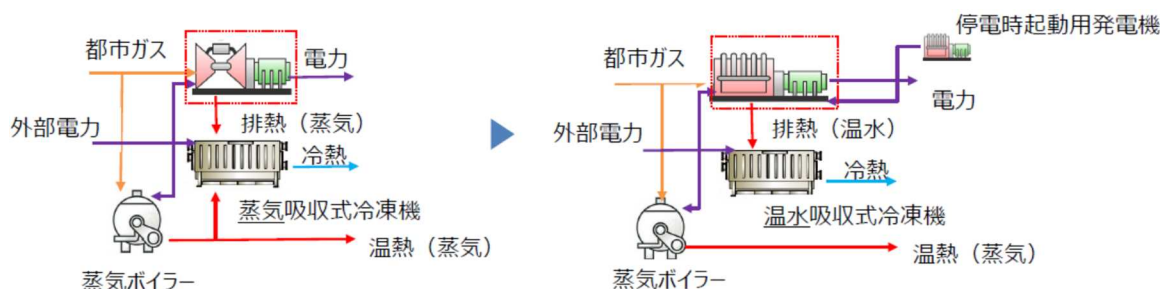 都市ガス
電力
外部電力
排熱（蒸気）
冷熱
蒸気吸収式冷凍機
温熱（蒸気）
蒸気ボイラー
停電時起動用発電機
都市ガス
電力
外部電力
排熱（温水）
冷熱
温水吸収式冷凍機
温熱（蒸気）
蒸気ボイラー